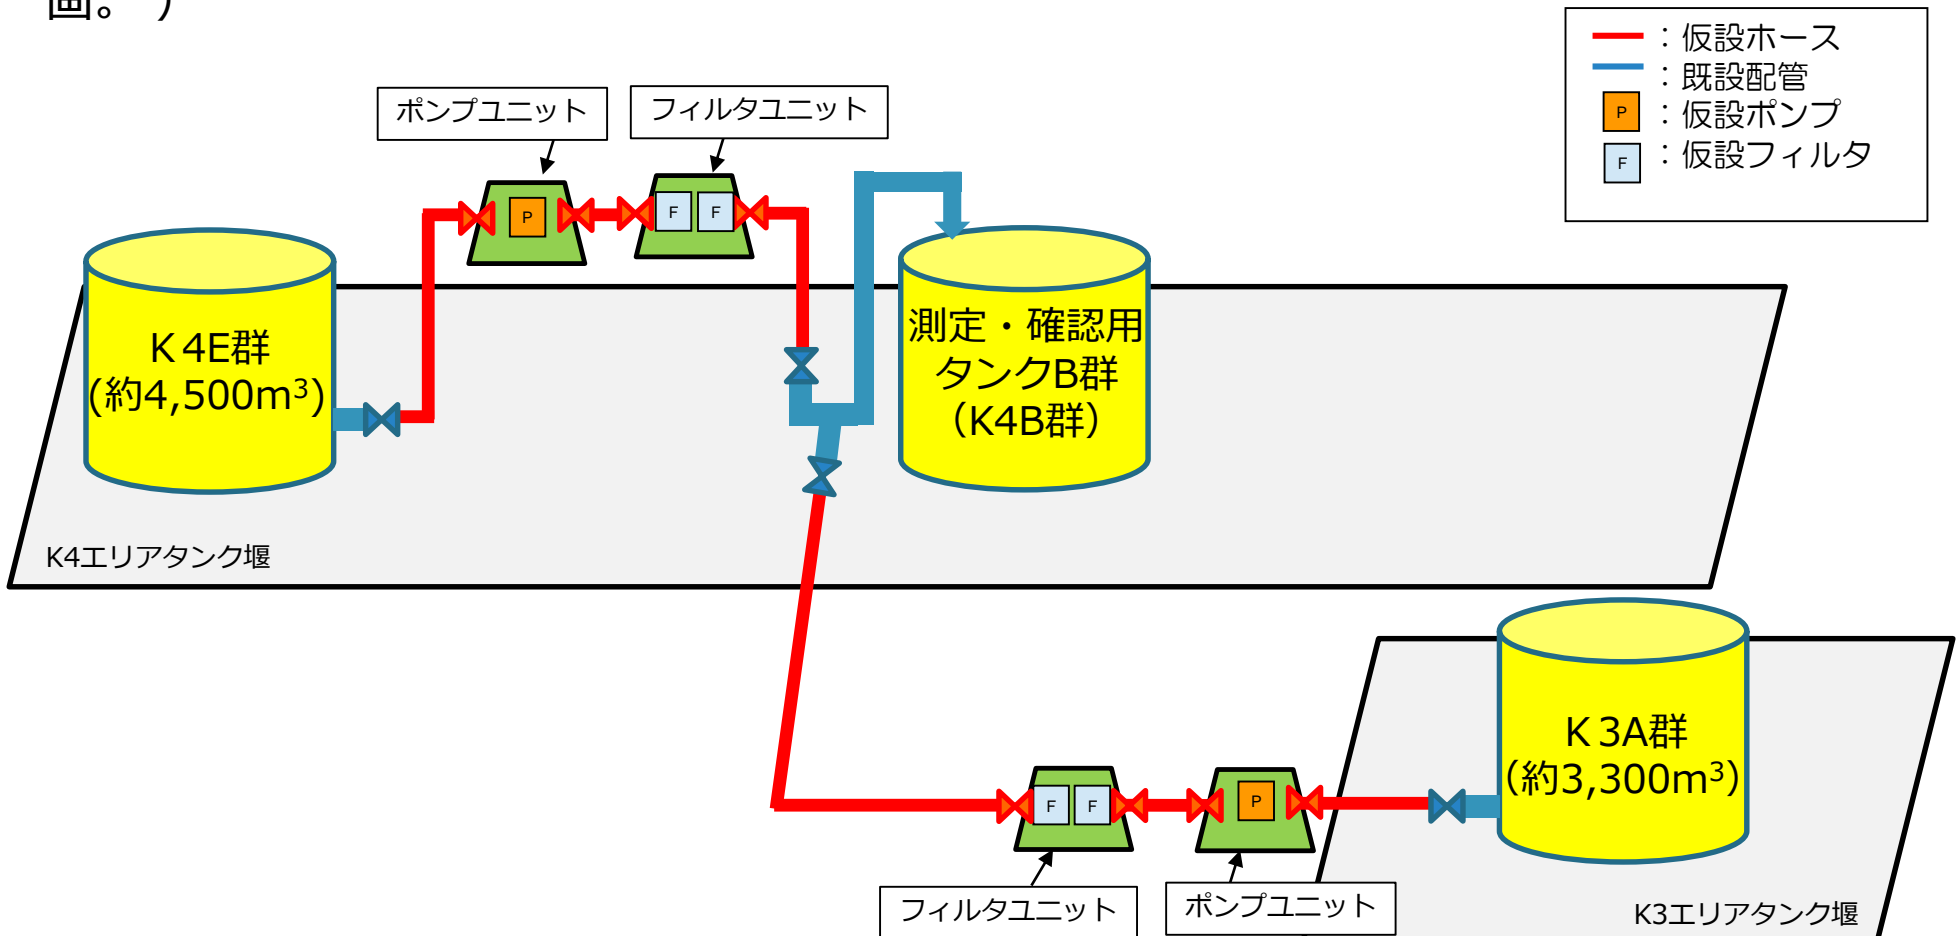 画。）
：仮設ホース
：既設配管
P ：仮設ポンプ
F ：仮設フィルタ
ポンプユニット
フィルタユニット
P
F F
K4E群
(約4,500m³)
測定・確認用
タンクB群
（K4B群）
K4エリアタンク堰
K3A群
(約3,300m³)
F F
P
フィルタユニット
ポンプユニット
K3エリアタンク堰